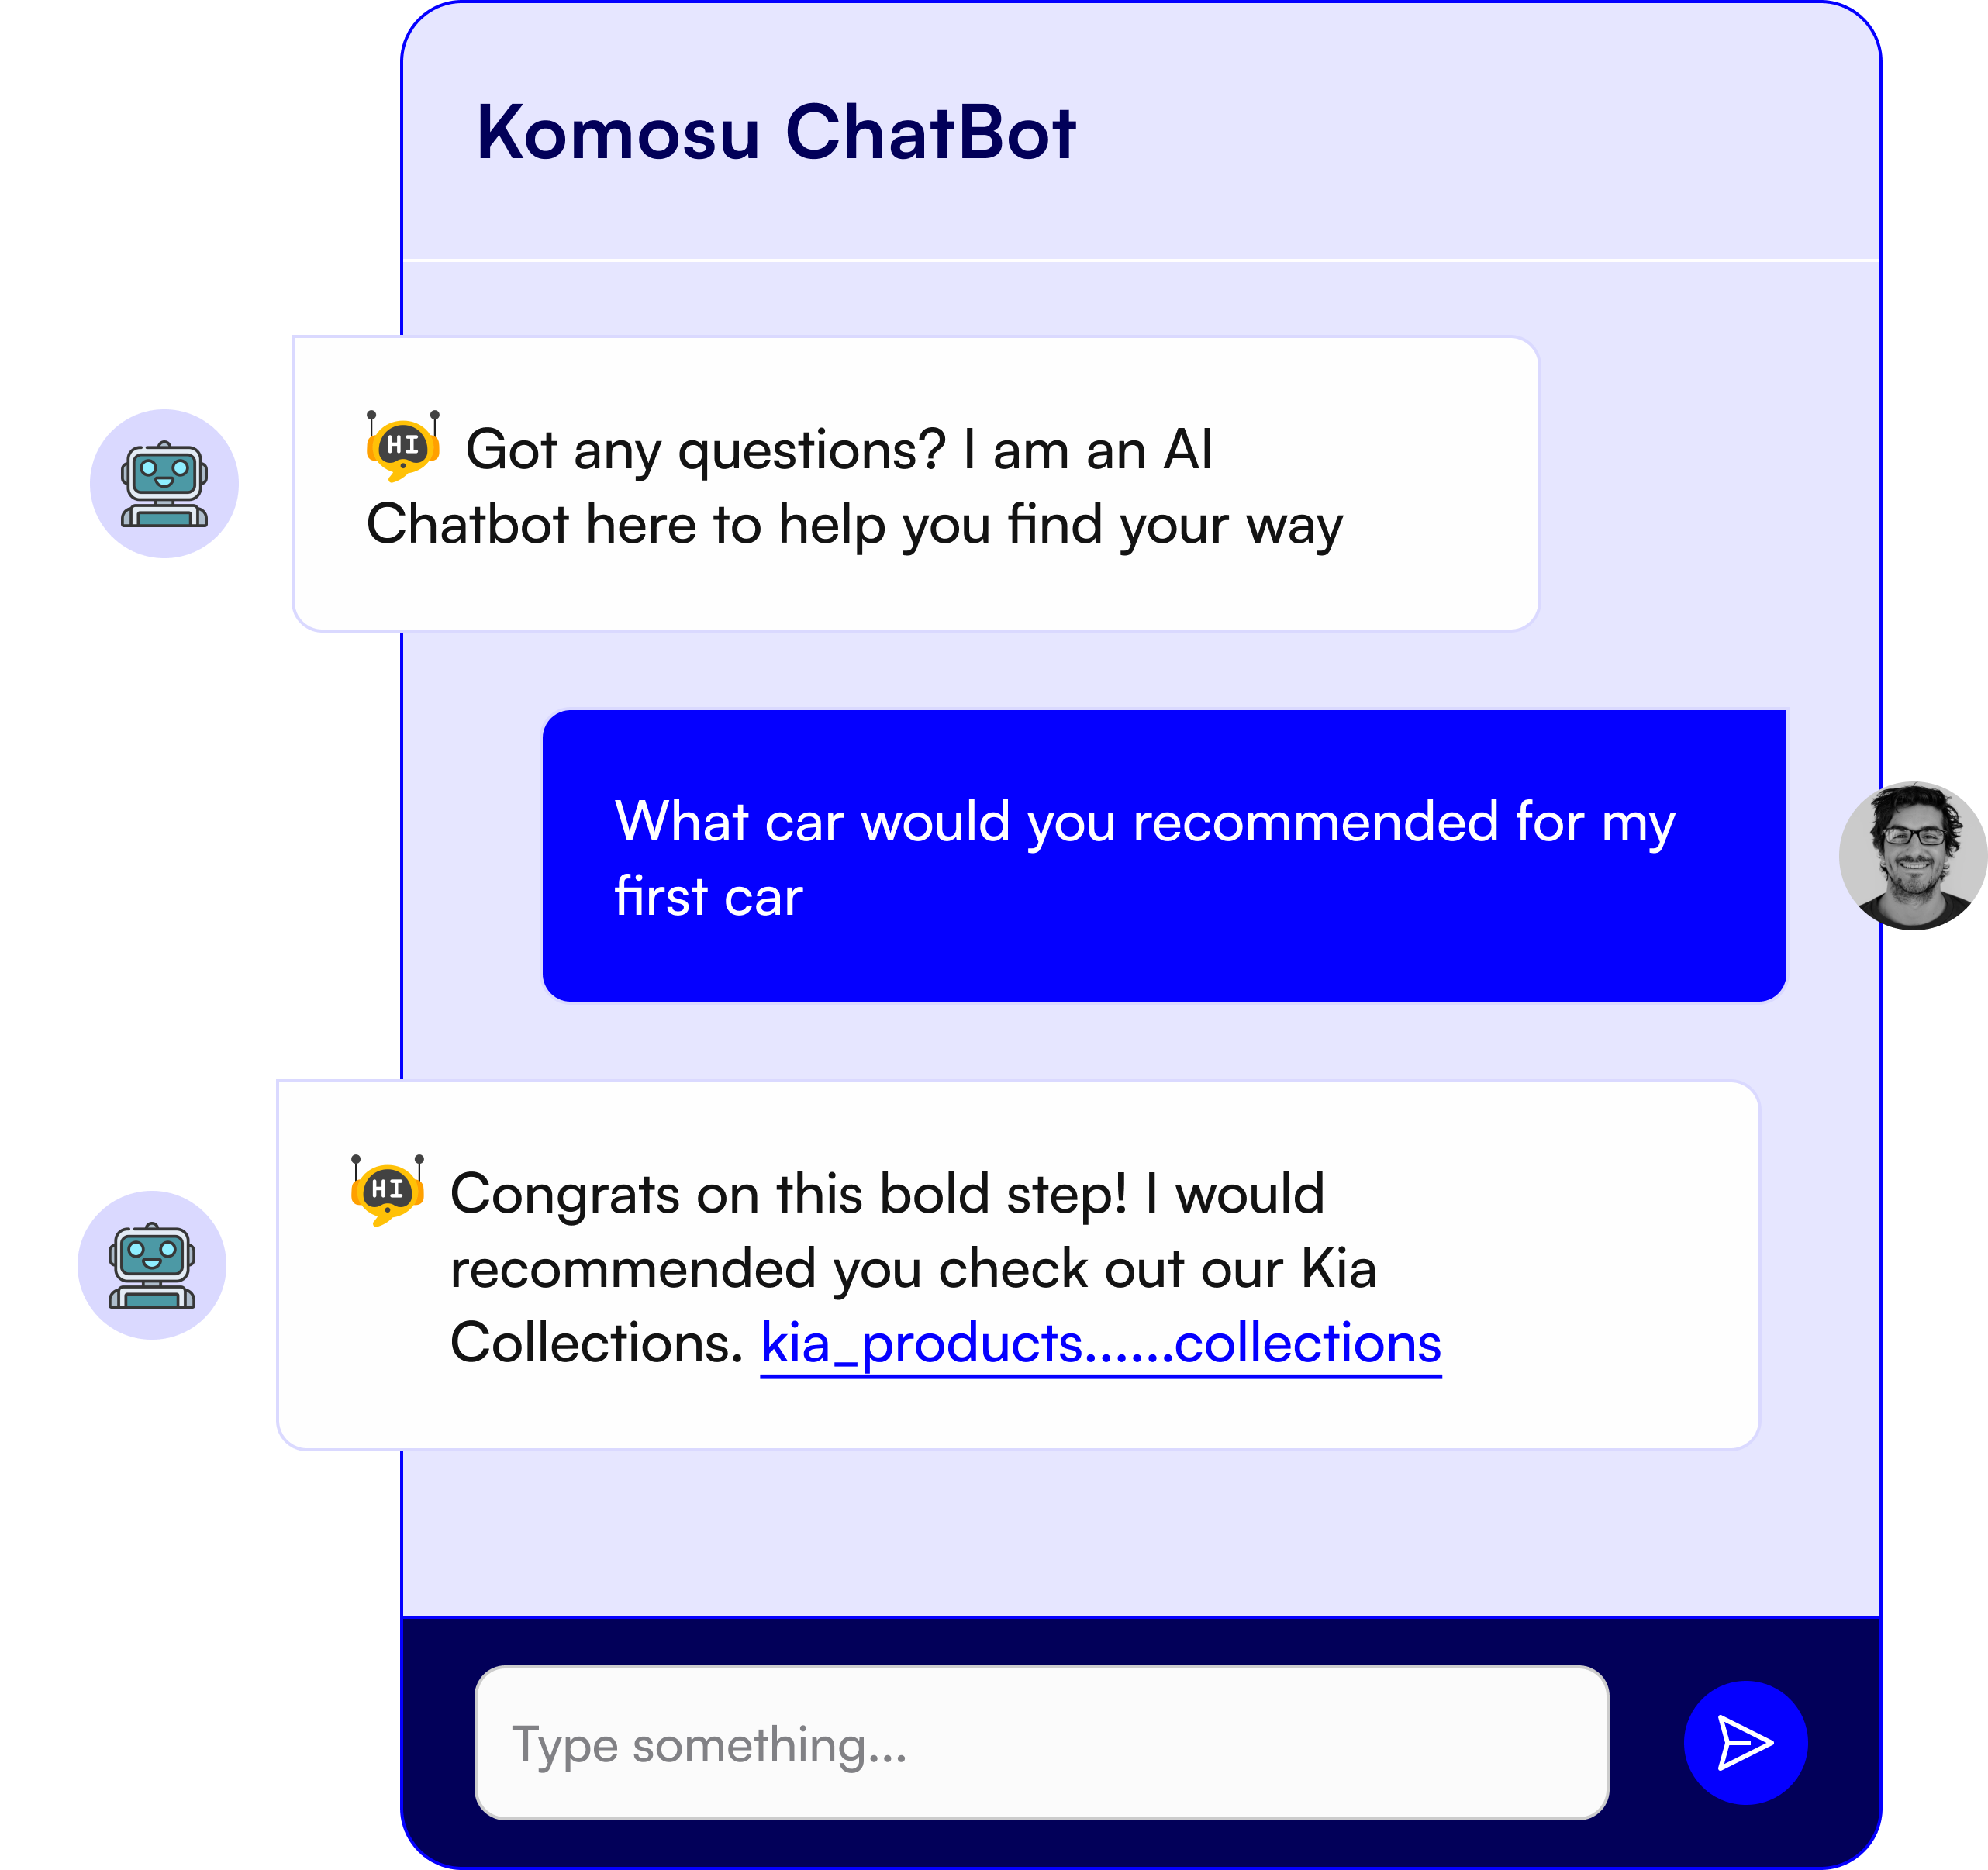 Komosu ChatBot
HI Got any questions? I am an AI
Chatbot here to help you find your way
What car would you recommended for my
first car
HI Congrats on this bold step! I would
recommended you check out our Kia
Collections. kia_products......collections
Type something...